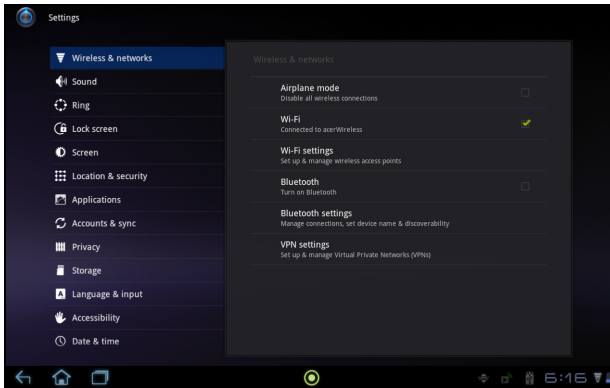 Settings
Wireless & networks
Sound
Ring
Lock screen
Screen
Location & security
Applications
Accounts & sync
Privacy
Storage
Language & input
Accessibility
Date & time
Wireless & networks
Airplane mode
Disable all wireless connections
Wi-Fi
Connected to acerWireless
Wi-Fi settings
Set up & manage wireless access points
Bluetooth
Turn on Bluetooth
Bluetooth settings
Manage connections, set device name & discoverability
VPN settings
Set up & manage Virtual Private Networks (VPNs)
6:16